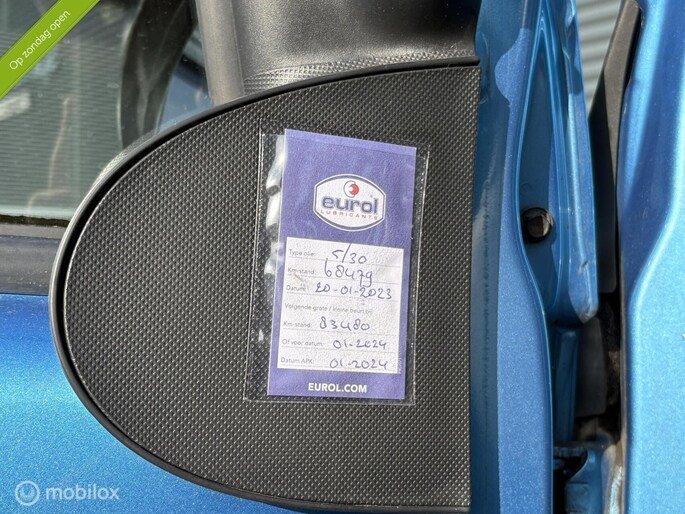 Op zondag open
eurol
LUBRICANTS
Type olie: 5/30
Km-stand: 68479
Datum: 20-01-2023
Volgende grote / kleine beurt bij:
Km-stand: 83480
Of voor datum: 01-2024
Datum APK: 01-2024
EUROL.COM
mobilox